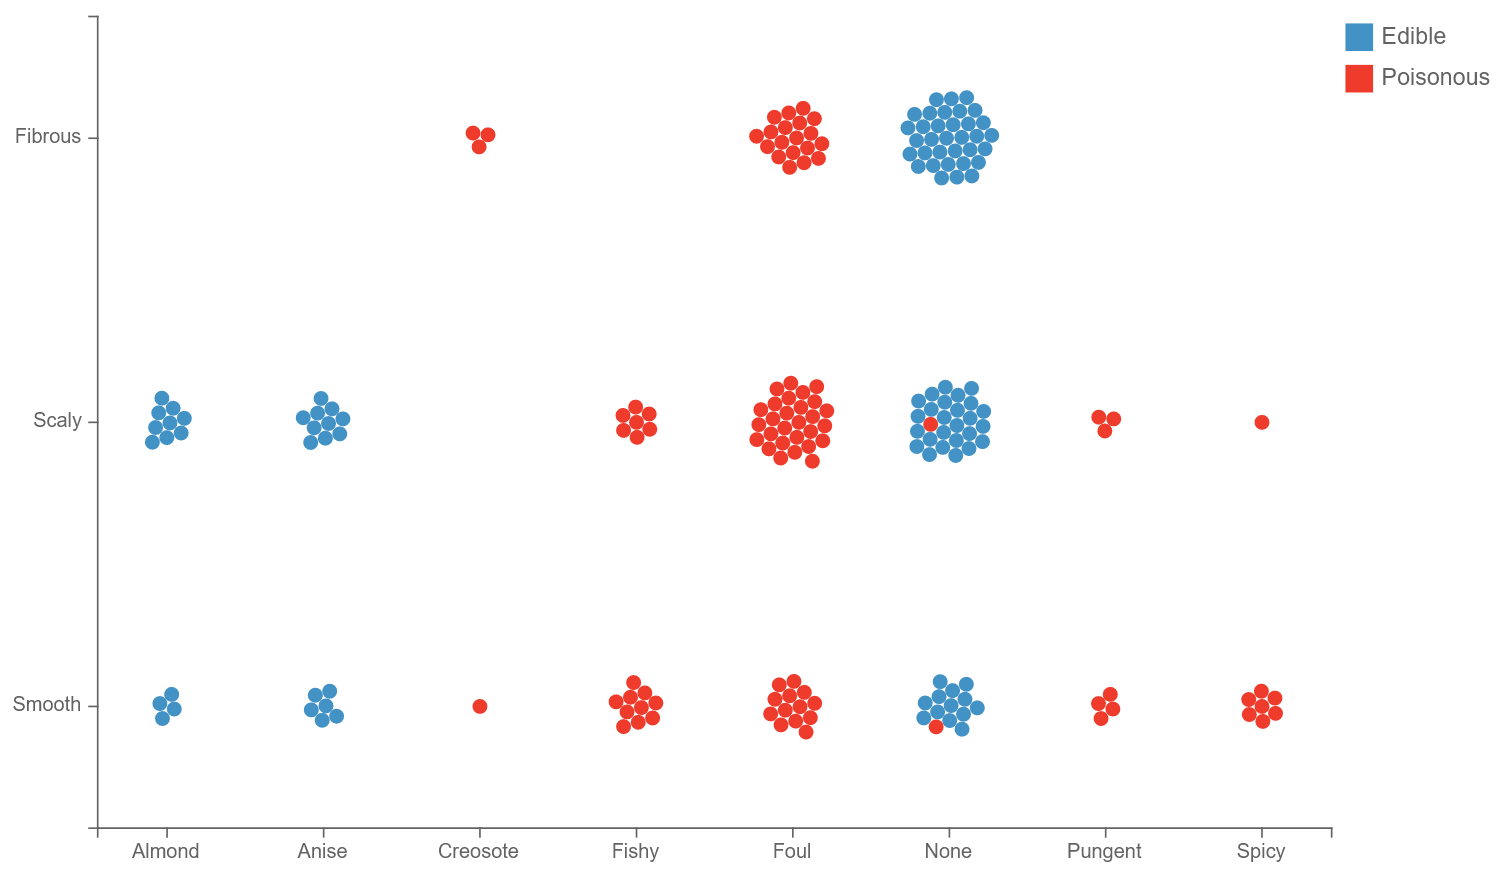 Edible
Poisonous
Fibrous
Scaly
Smooth
Almond Anise Creosote Fishy Foul None Pungent Spicy